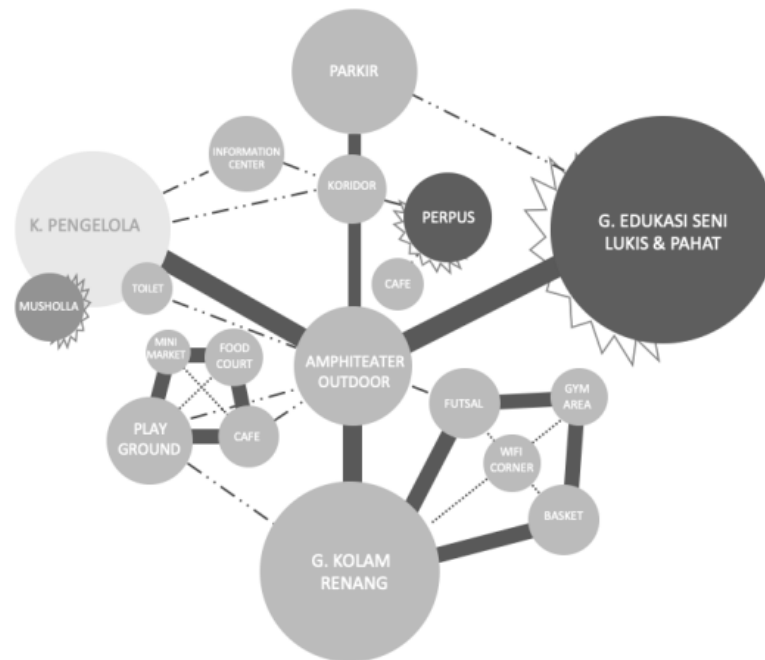 PARKIR
INFORMATION
CENTER
KORIDOR
PERPUS
K. PENGELOLA
G. EDUKASI SENI
LUKIS & PAHAT
MUSHOLLA
TOILET
CAFE
MINI
MARKET
FOOD
COURT
AMPHITEATER
OUTDOOR
PLAY
GROUND
CAFE
FUTSAL
GYM
AREA
WIFI
CORNER
BASKET
G. KOLAM
RENANG